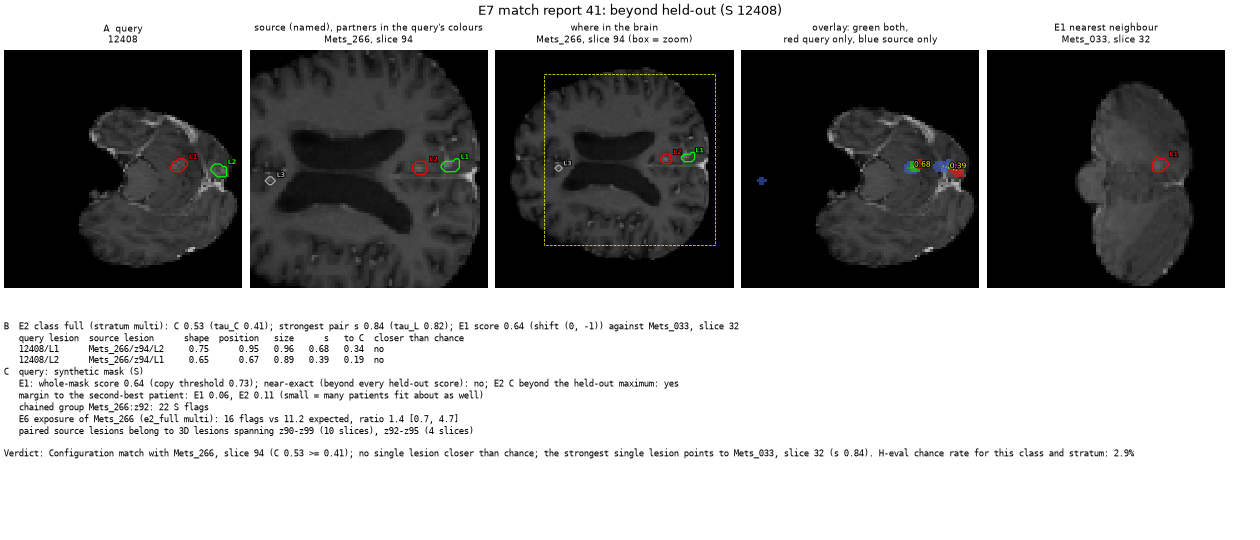 E7 match report 41: beyond held-out (S 12408)
A query
12408
source (named), partners in the query's colours
Mets_266, slice 94
where in the brain
Mets_266, slice 94 (box = zoom)
overlay: green both,
red query only, blue source only
E1 nearest neighbour
Mets_033, slice 32
L1
L2
L2
L1
L3
L2
L1
L3
0.68
0.39
L1
B E2 class full (stratum multi): C 0.53 (tau_C 0.41); strongest pair s 0.84 (tau_L 0.82); E1 score 0.64 (shift (0, -1)) against Mets_033, slice 32
query lesion source lesion shape position size s to C closer than chance
12408/L1 Mets_266/z94/L2 0.75 0.95 0.96 0.68 0.34 no
12408/L2 Mets_266/z94/L1 0.65 0.67 0.89 0.39 0.19 no
C query: synthetic mask (S)
E1: whole-mask score 0.64 (copy threshold 0.73); near-exact (beyond every held-out score): no; E2 C beyond the held-out maximum: yes
margin to the second-best patient: E1 0.06, E2 0.11 (small = many patients fit about as well)
chained group Mets_266:z92: 22 S flags
E6 exposure of Mets_266 (e2_full multi): 16 flags vs 11.2 expected, ratio 1.4 [0.7, 4.7]
paired source lesions belong to 3D lesions spanning z90-z99 (10 slices), z92-z95 (4 slices)
Verdict: Configuration match with Mets_266, slice 94 (C 0.53 >= 0.41); no single lesion closer than chance; the strongest single lesion points to Mets_033, slice 32 (s 0.84). H-eval chance rate for this class and stratum: 2.9%